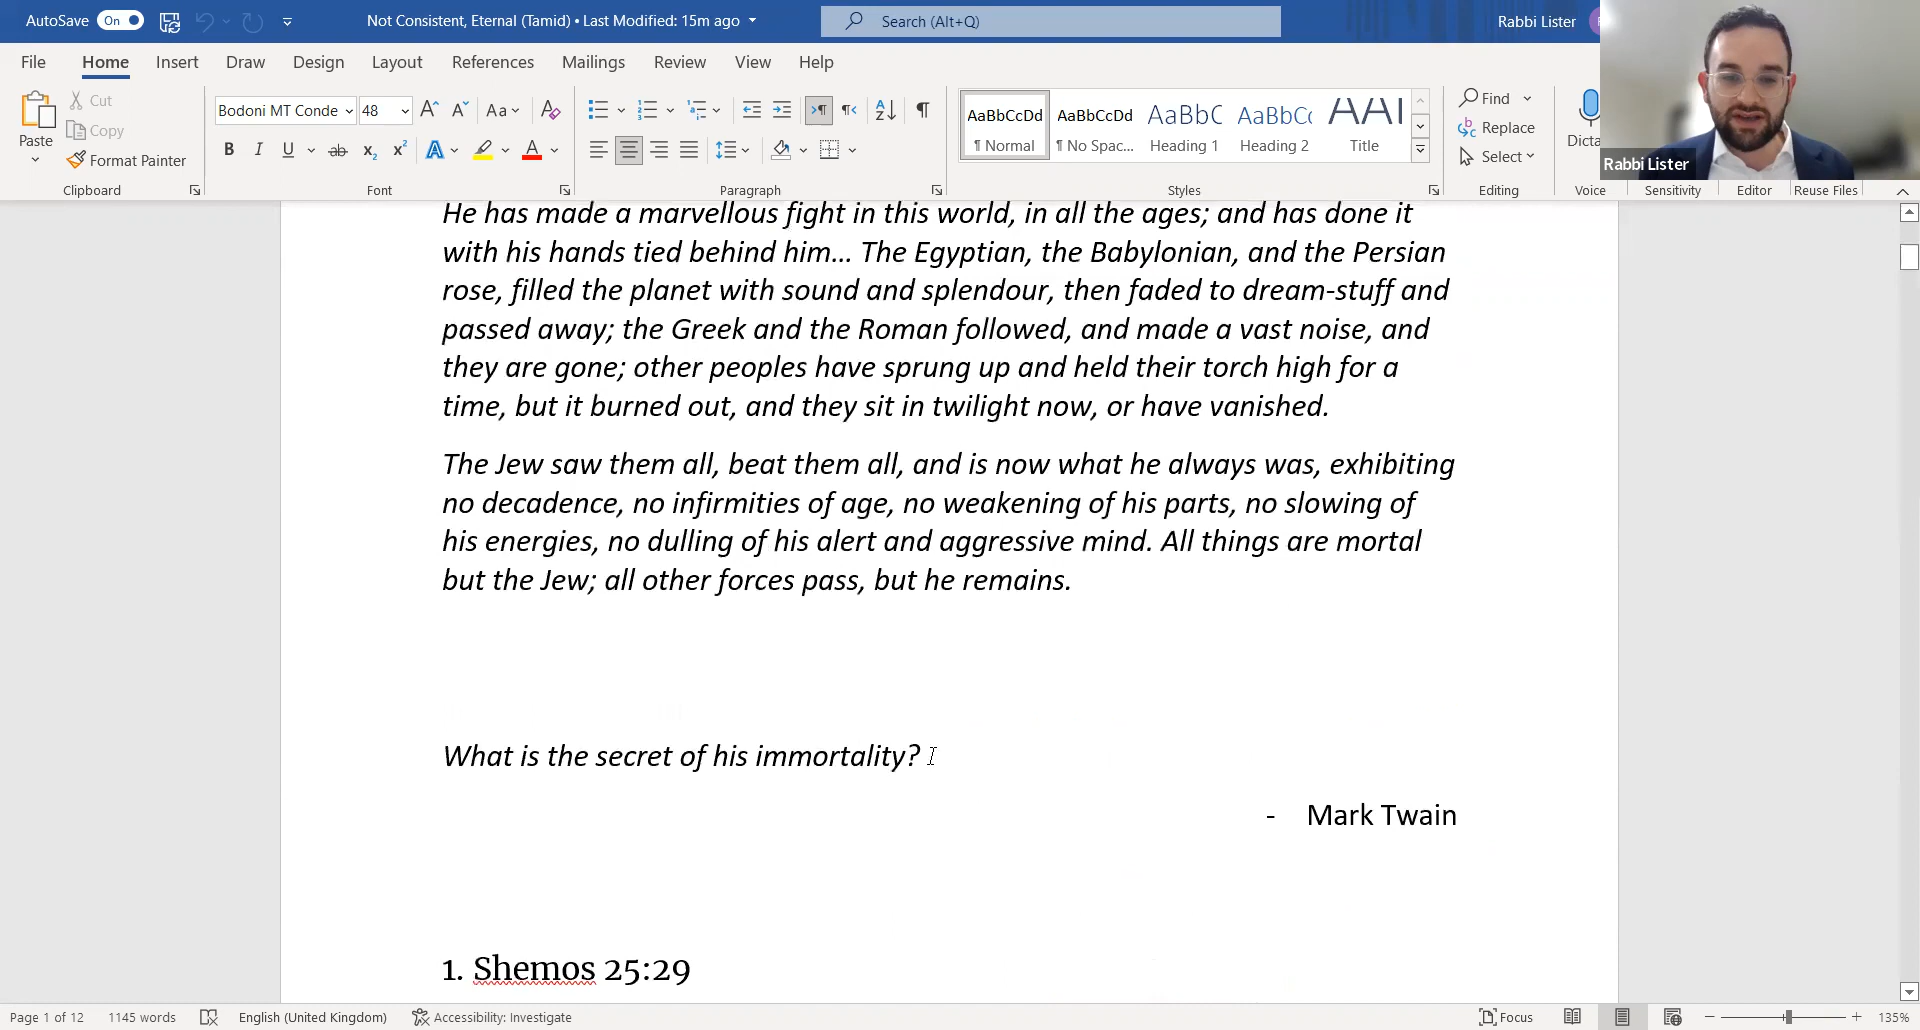 AutoSave On Not Consistent, Eternal (Tamid) • Last Modified: 15m ago Search (Alt+Q) Rabbi Lister
File Home Insert Draw Design Layout References Mailings Review View Help
Paste
Cut
Copy
Format Painter
Clipboard
Bodoni MT Conde 48
Font
Paragraph
AaBbCcDd AaBbCcDd AaBbC AaBbCc AAI
¶ Normal ¶ No Spac... Heading 1 Heading 2 Title
Styles
Find
Replace
Select
Editing
Dicta
Voice
Sensitivity
Editor
Reuse Files
Rabbi Lister
He has made a marvellous fight in this world, in all the ages; and has done it
with his hands tied behind him... The Egyptian, the Babylonian, and the Persian
rose, filled the planet with sound and splendour, then faded to dream-stuff and
passed away; the Greek and the Roman followed, and made a vast noise, and
they are gone; other peoples have sprung up and held their torch high for a
time, but it burned out, and they sit in twilight now, or have vanished.
The Jew saw them all, beat them all, and is now what he always was, exhibiting
no decadence, no infirmities of age, no weakening of his parts, no slowing of
his energies, no dulling of his alert and aggressive mind. All things are mortal
but the Jew; all other forces pass, but he remains.
What is the secret of his immortality?
- Mark Twain
1. Shemos 25:29
Page 1 of 12 1145 words English (United Kingdom) Accessibility: Investigate Focus 135%